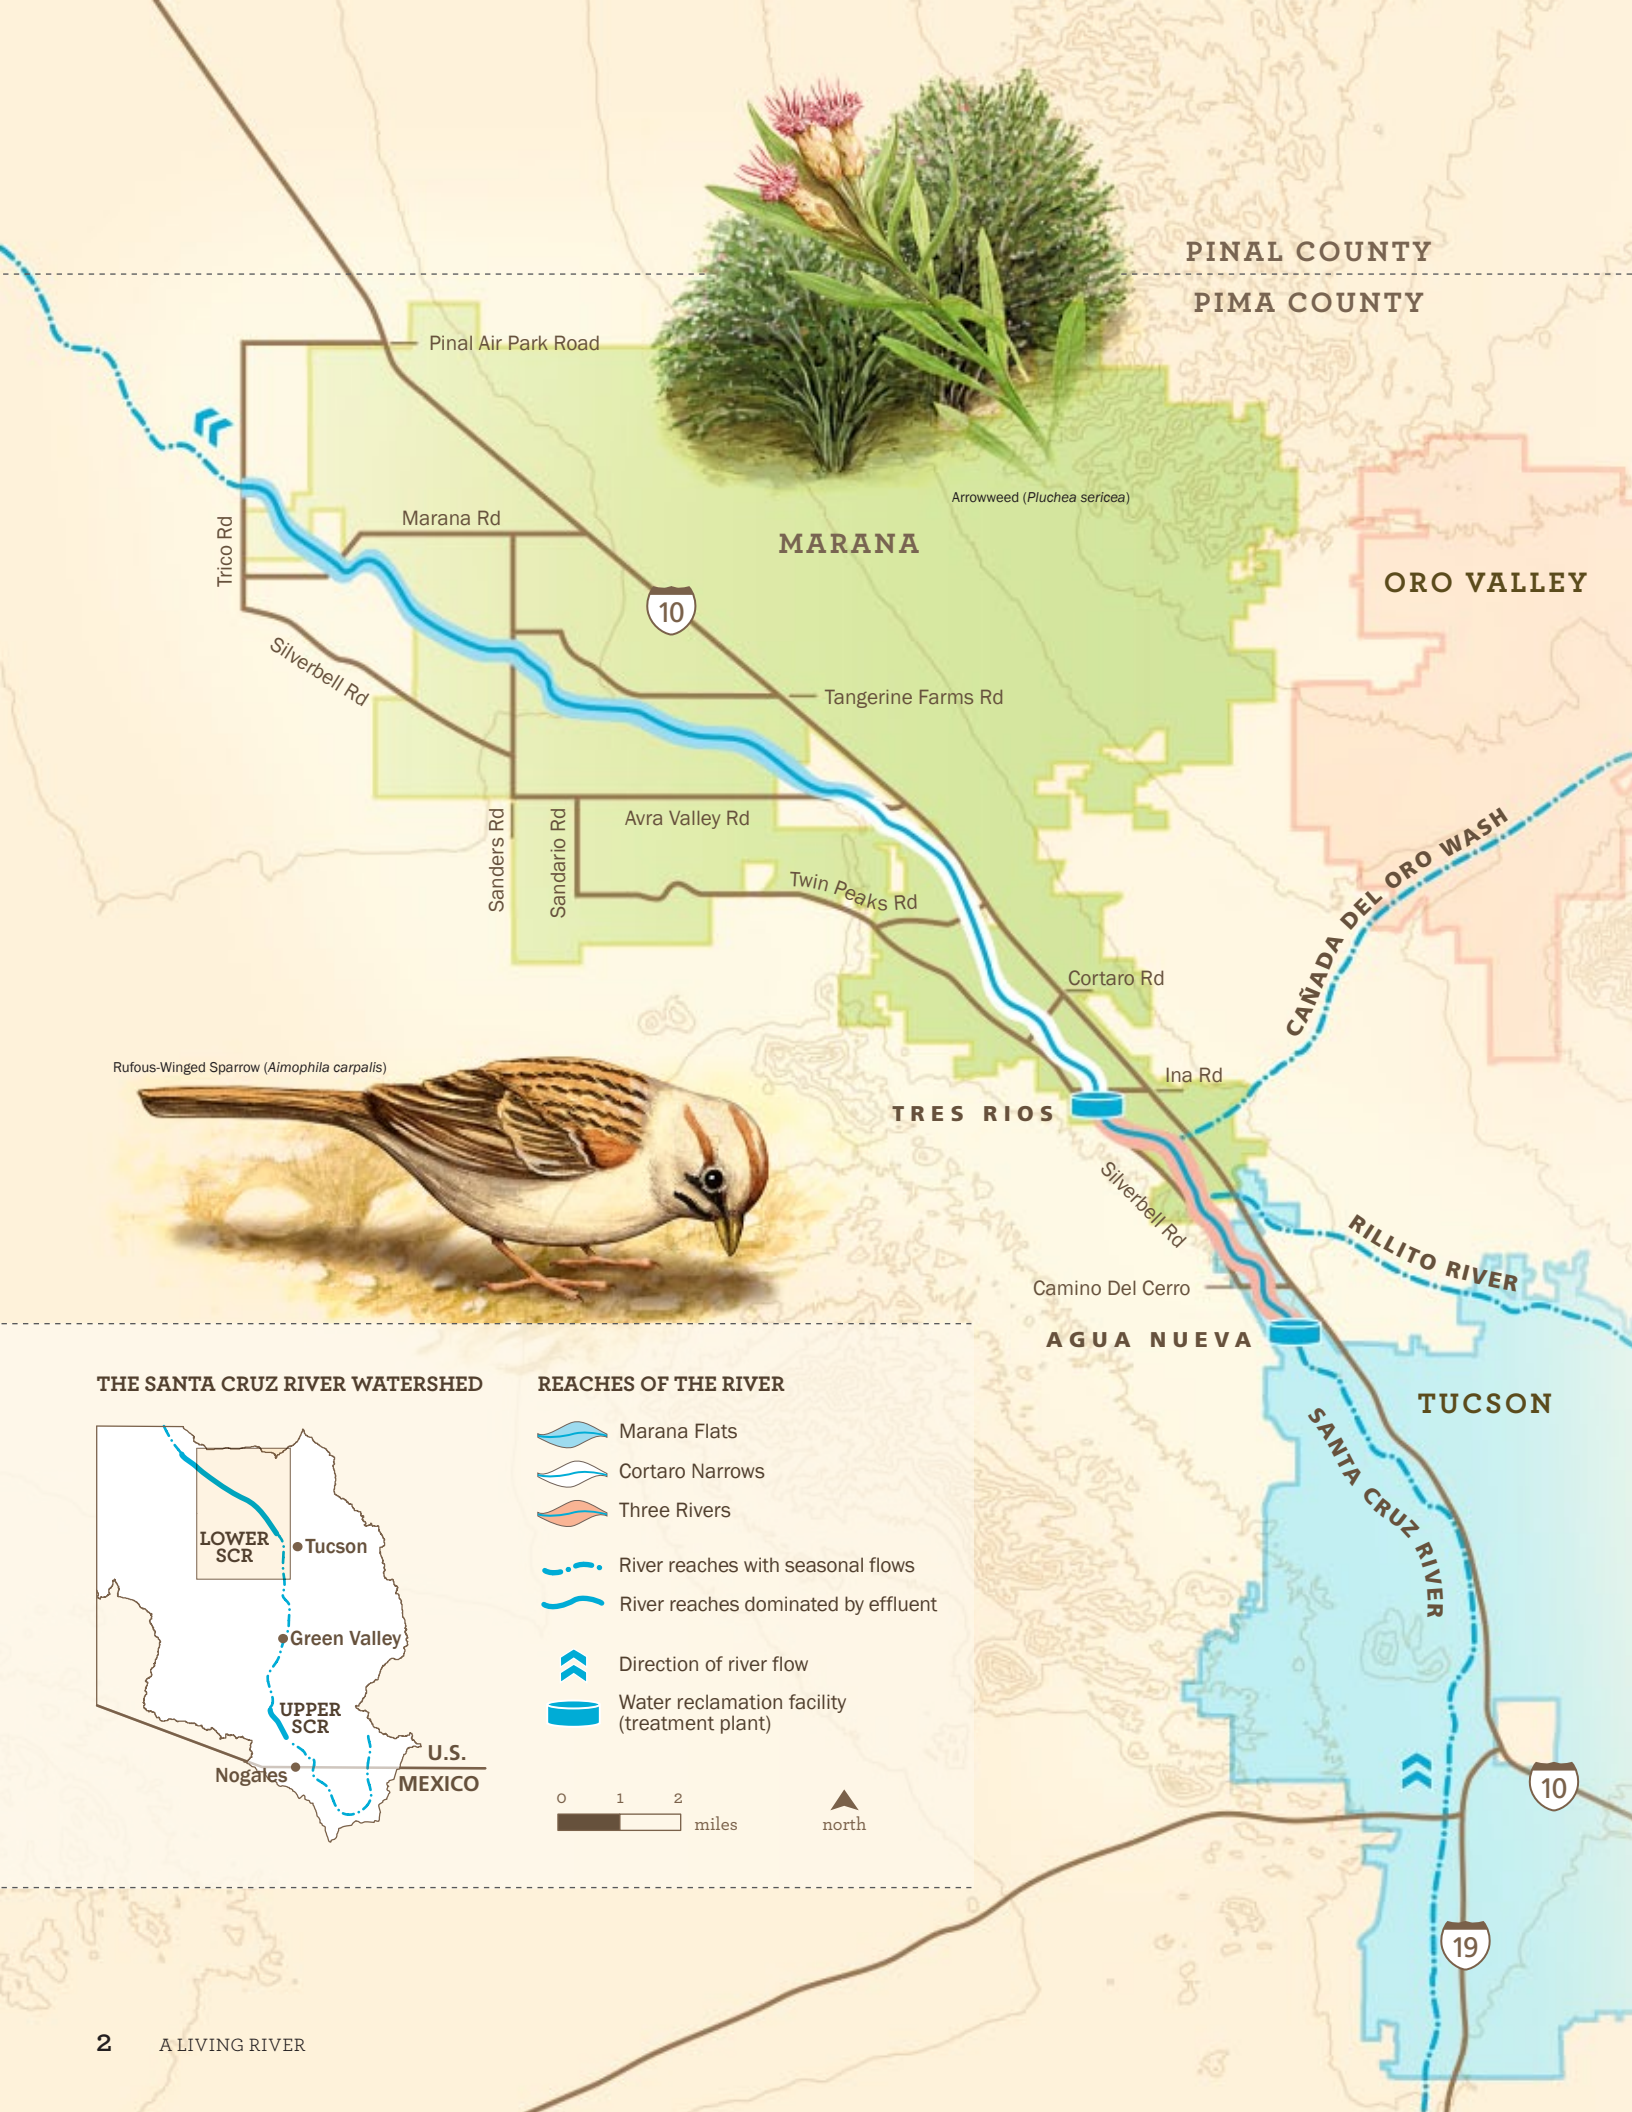 PINAL COUNTY
PIMA COUNTY
Pinal Air Park Road
Arrowweed (Pluchea sericea)
Marana Rd
MARANA
Trico Rd
ORO VALLEY
10
Silverbell Rd
Tangerine Farms Rd
Avra Valley Rd
Sanders Rd
Sandario Rd
Twin Peaks Rd
CAÑADA DEL ORO WASH
Cortaro Rd
Rufous-Winged Sparrow (Aimophila carpalis)
Ina Rd
TRES RIOS
Silverbell Rd
RILLITO RIVER
Camino Del Cerro
AGUA NUEVA
TUCSON
SANTA CRUZ RIVER
THE SANTA CRUZ RIVER WATERSHED
LOWER
SCR
Tucson
Green Valley
UPPER
SCR
U.S.
Nogales
MEXICO
REACHES OF THE RIVER
Marana Flats
Cortaro Narrows
Three Rivers
River reaches with seasonal flows
River reaches dominated by effluent
Direction of river flow
Water reclamation facility
(treatment plant)
0 1 2
miles
north
10
19
2 A LIVING RIVER